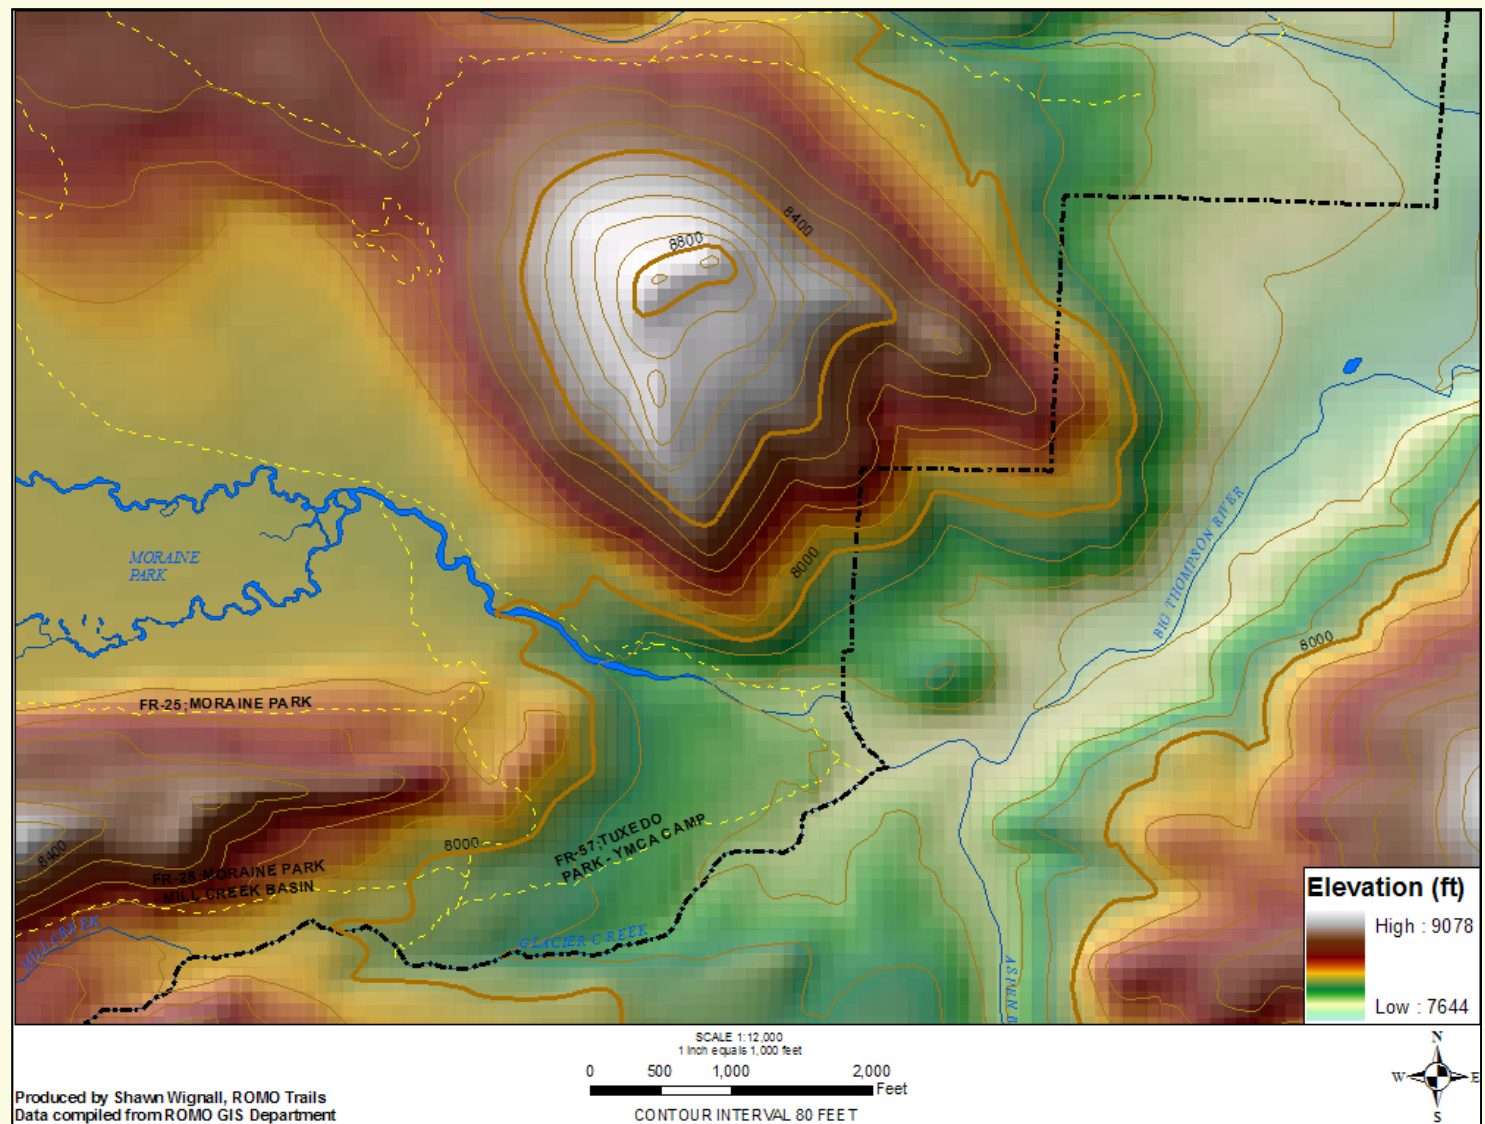 8400
8800
MORAINE
PARK
BIG THOMPSON RIVER
8000
8000
FR-25;MORAINE PARK
8400
8000
FR-57;TUXEDO
PARK - YMCA CAMP
FR-28;MORAINE PARK
- MILL CREEK BASIN
MILL CREEK
GLACIER CREEK
ASPEN B
Elevation (ft)
High : 9078
Low : 7644
SCALE 1:12,000
1 inch equals 1,000 feet
0 500 1,000 2,000
Feet
CONTOUR INTERVAL 80 FEET
N
W E
S
Produced by Shawn Wignall, ROMO Trails
Data compiled from ROMO GIS Department